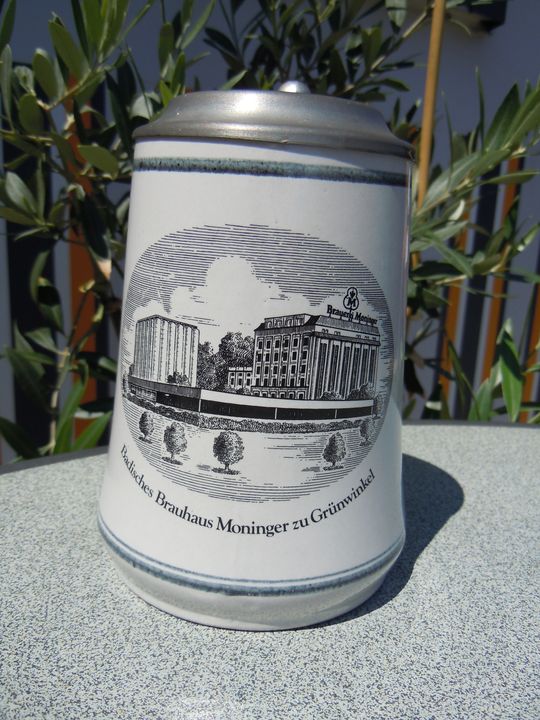 Brauerei Moninger
Badisches Brauhaus Moninger zu Grünwinkel